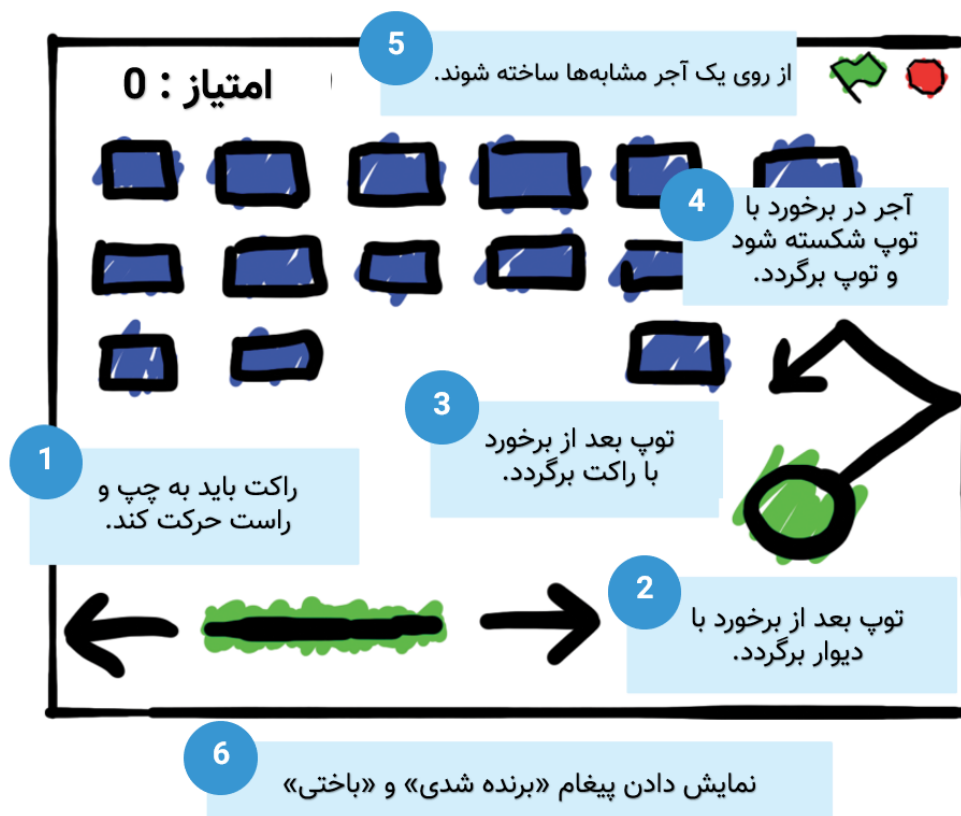 5
از روی یک آجر مشابه‌ها ساخته شوند.
امتیاز : 0
4
آجر در برخورد با
توپ شکسته شود
و توپ برگردد.
3
توپ بعد از برخورد
با راکت برگردد.
1
راکت باید به چپ و
راست حرکت کند.
2
توپ بعد از برخورد با
دیوار برگردد.
6
نمایش دادن پیغام «برنده شدی» و «باختی»